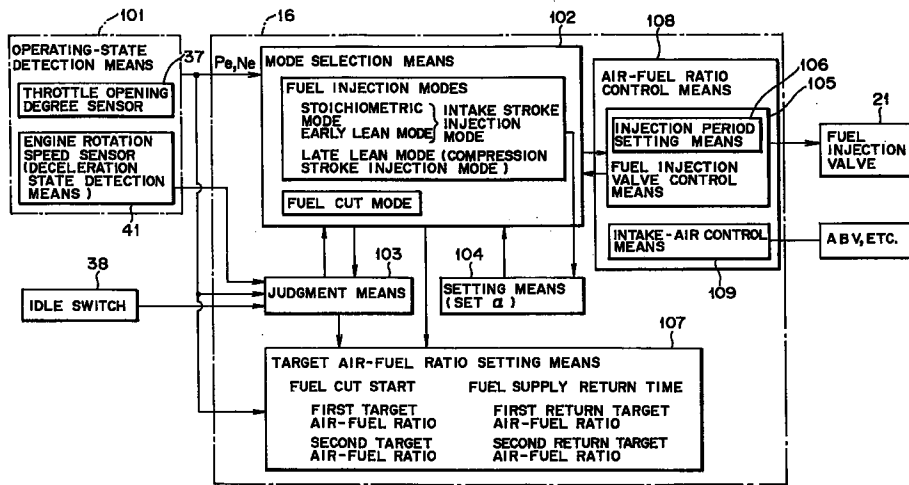 101
OPERATING-STATE
DETECTION MEANS
37
THROTTLE OPENING
DEGREE SENSOR
ENGINE ROTATION
SPEED SENSOR
(DECELERATION
STATE DETECTION
MEANS)
41
38
IDLE SWITCH
16
Pe,Ne
102
MODE SELECTION MEANS
FUEL INJECTION MODES
STOICHIOMETRIC
MODE
EARLY LEAN MODE
INTAKE STROKE
INJECTION
MODE
LATE LEAN MODE (COMPRESSION
STROKE INJECTION MODE)
FUEL CUT MODE
103
JUDGMENT MEANS
104
SETTING MEANS
(SET α)
108
AIR-FUEL RATIO
CONTROL MEANS
106
105
INJECTION PERIOD
SETTING MEANS
FUEL INJECTION
VALVE CONTROL
MEANS
INTAKE-AIR CONTROL
MEANS
109
21
FUEL
INJECTION
VALVE
ABV, ETC.
107
TARGET AIR-FUEL RATIO SETTING MEANS
FUEL CUT START
FIRST TARGET
AIR-FUEL RATIO
SECOND TARGET
AIR-FUEL RATIO
FUEL SUPPLY RETURN TIME
FIRST RETURN TARGET
AIR-FUEL RATIO
SECOND RETURN TARGET
AIR-FUEL RATIO